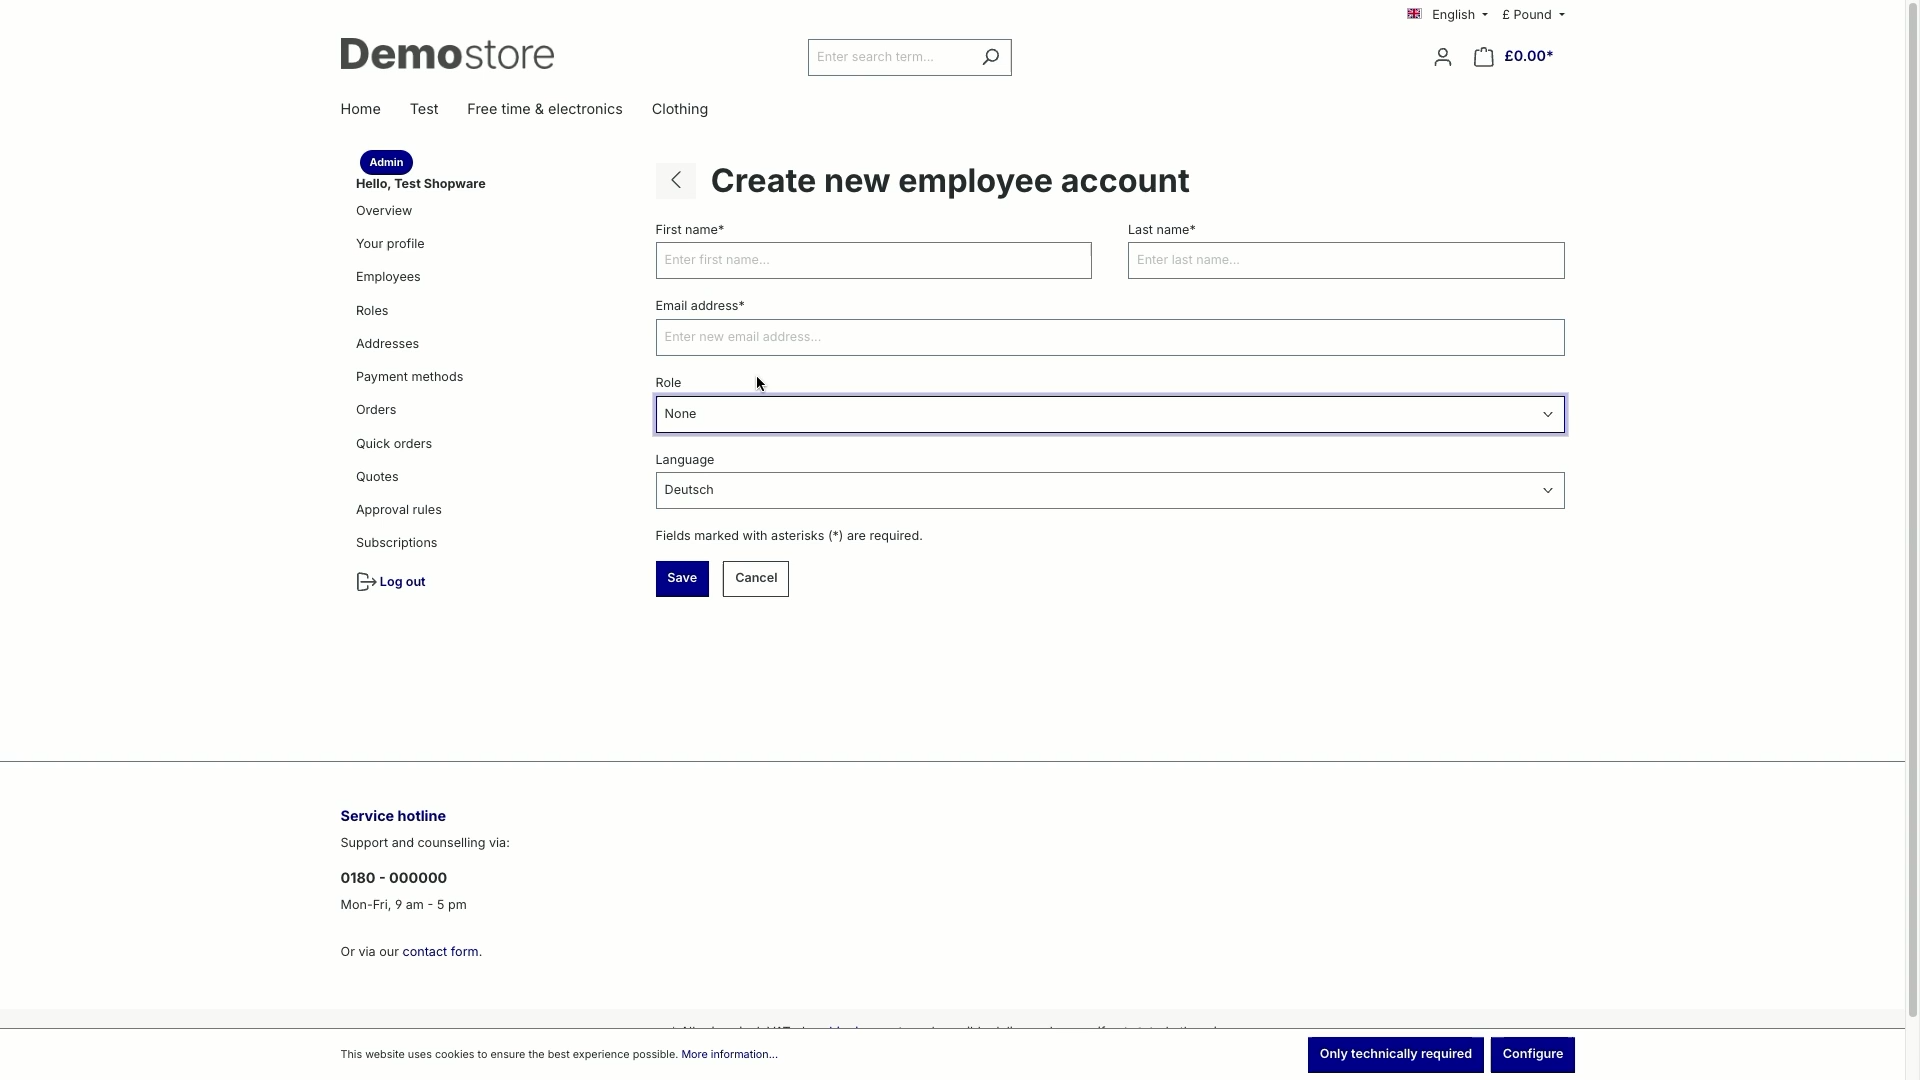 English
£ Pound
Demostore
Enter search term...
£0.00*
Home Test Free time & electronics Clothing
Admin
Hello, Test Shopware
Overview
Your profile
Employees
Roles
Addresses
Payment methods
Orders
Quick orders
Quotes
Approval rules
Subscriptions
Log out
Create new employee account
First name*
Enter first name...
Last name*
Enter last name...
Email address*
Enter new email address...
Role
None
Language
Deutsch
Fields marked with asterisks (*) are required.
Save Cancel
Service hotline
Support and counselling via:
0180 - 000000
Mon-Fri, 9 am - 5 pm
Or via our contact form.
This website uses cookies to ensure the best experience possible. More information...
Only technically required
Configure